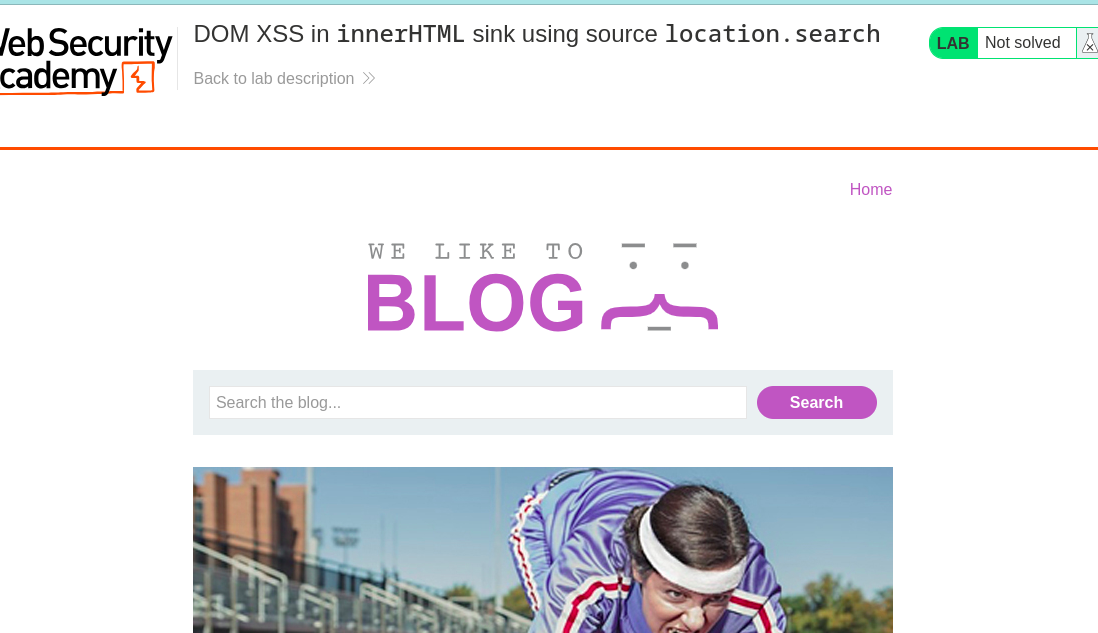 DOM XSS in innerHTML sink using source location.search
Web Security
Academy
LAB Not solved
Back to lab description
Home
WE LIKE TO
BLOG
Search the blog...
Search